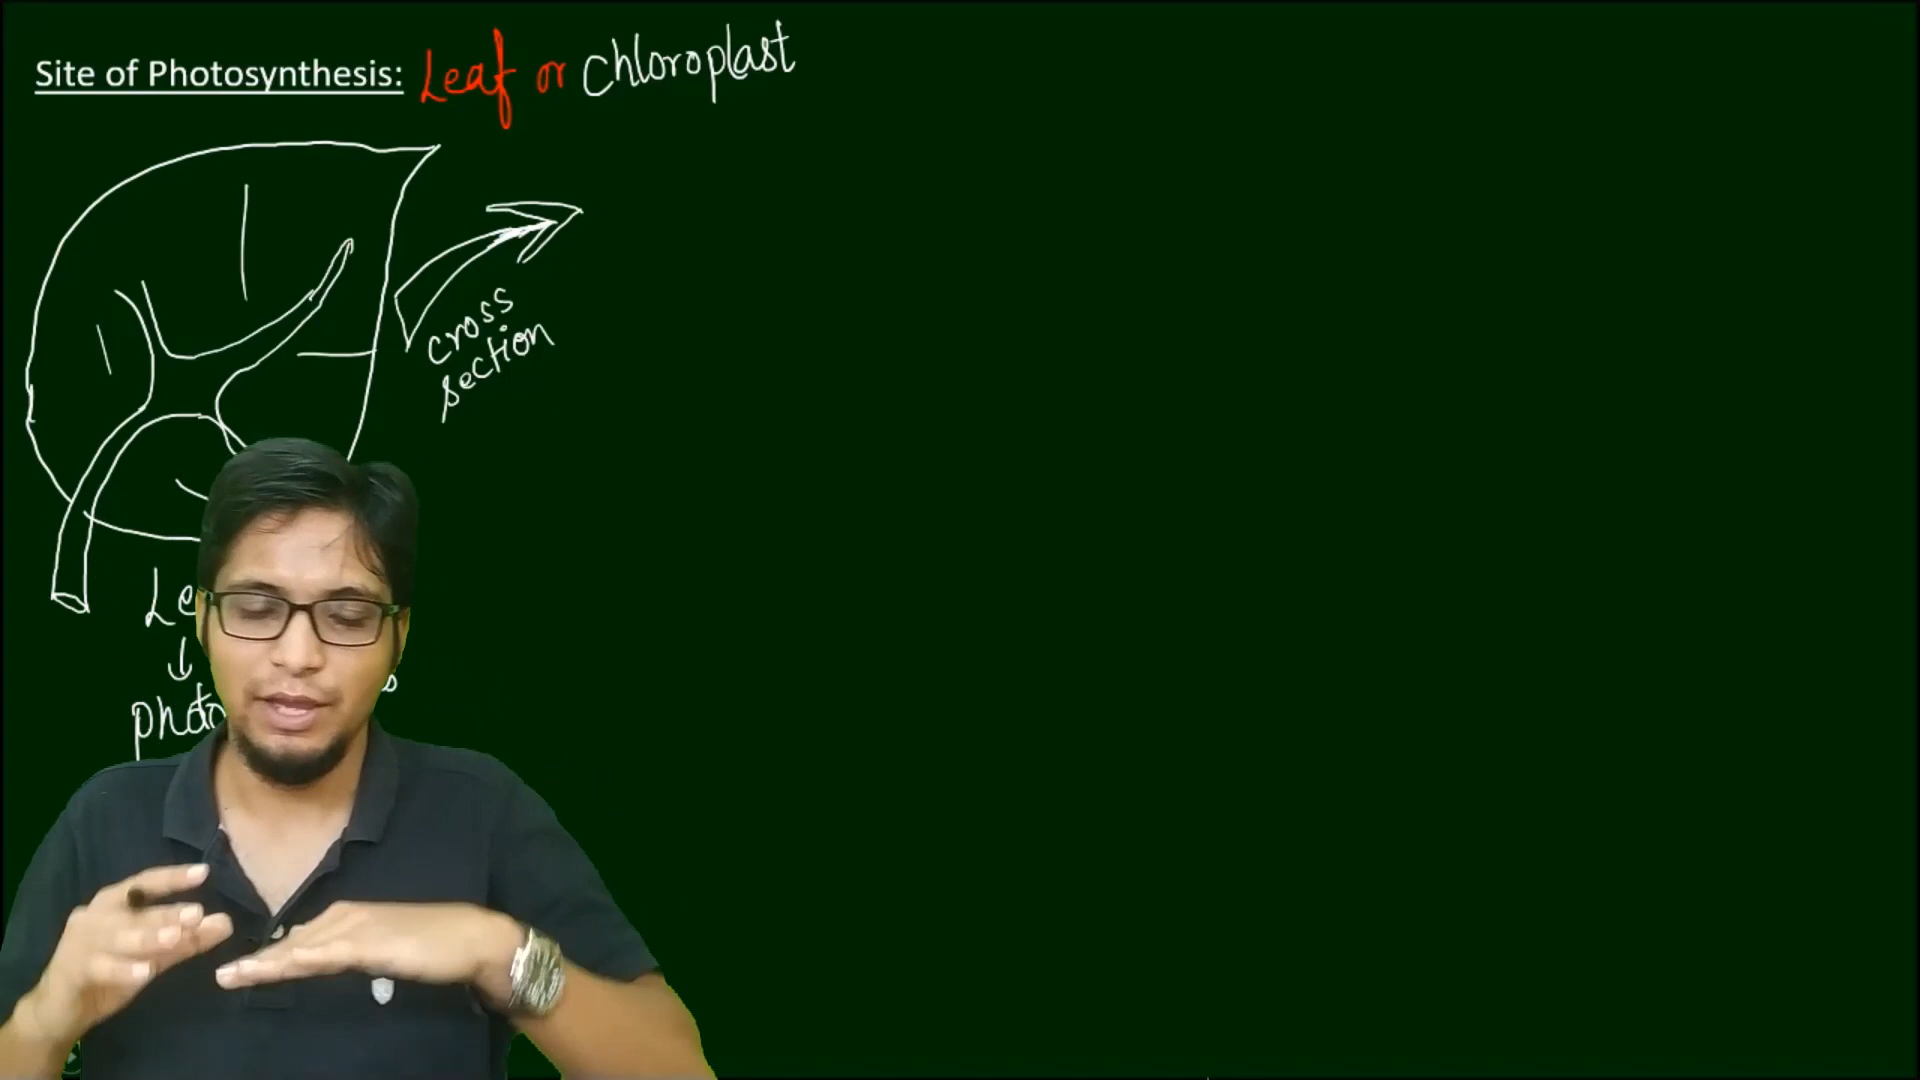 Site of Photosynthesis: Leaf or Chloroplast
cross
section